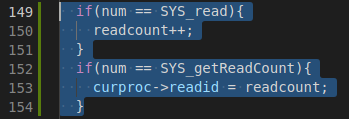 149 if(num == SYS_read){
150 readcount++;
151 }
152 if(num == SYS_getReadCount){
153 curproc->readid = readcount;
154 }